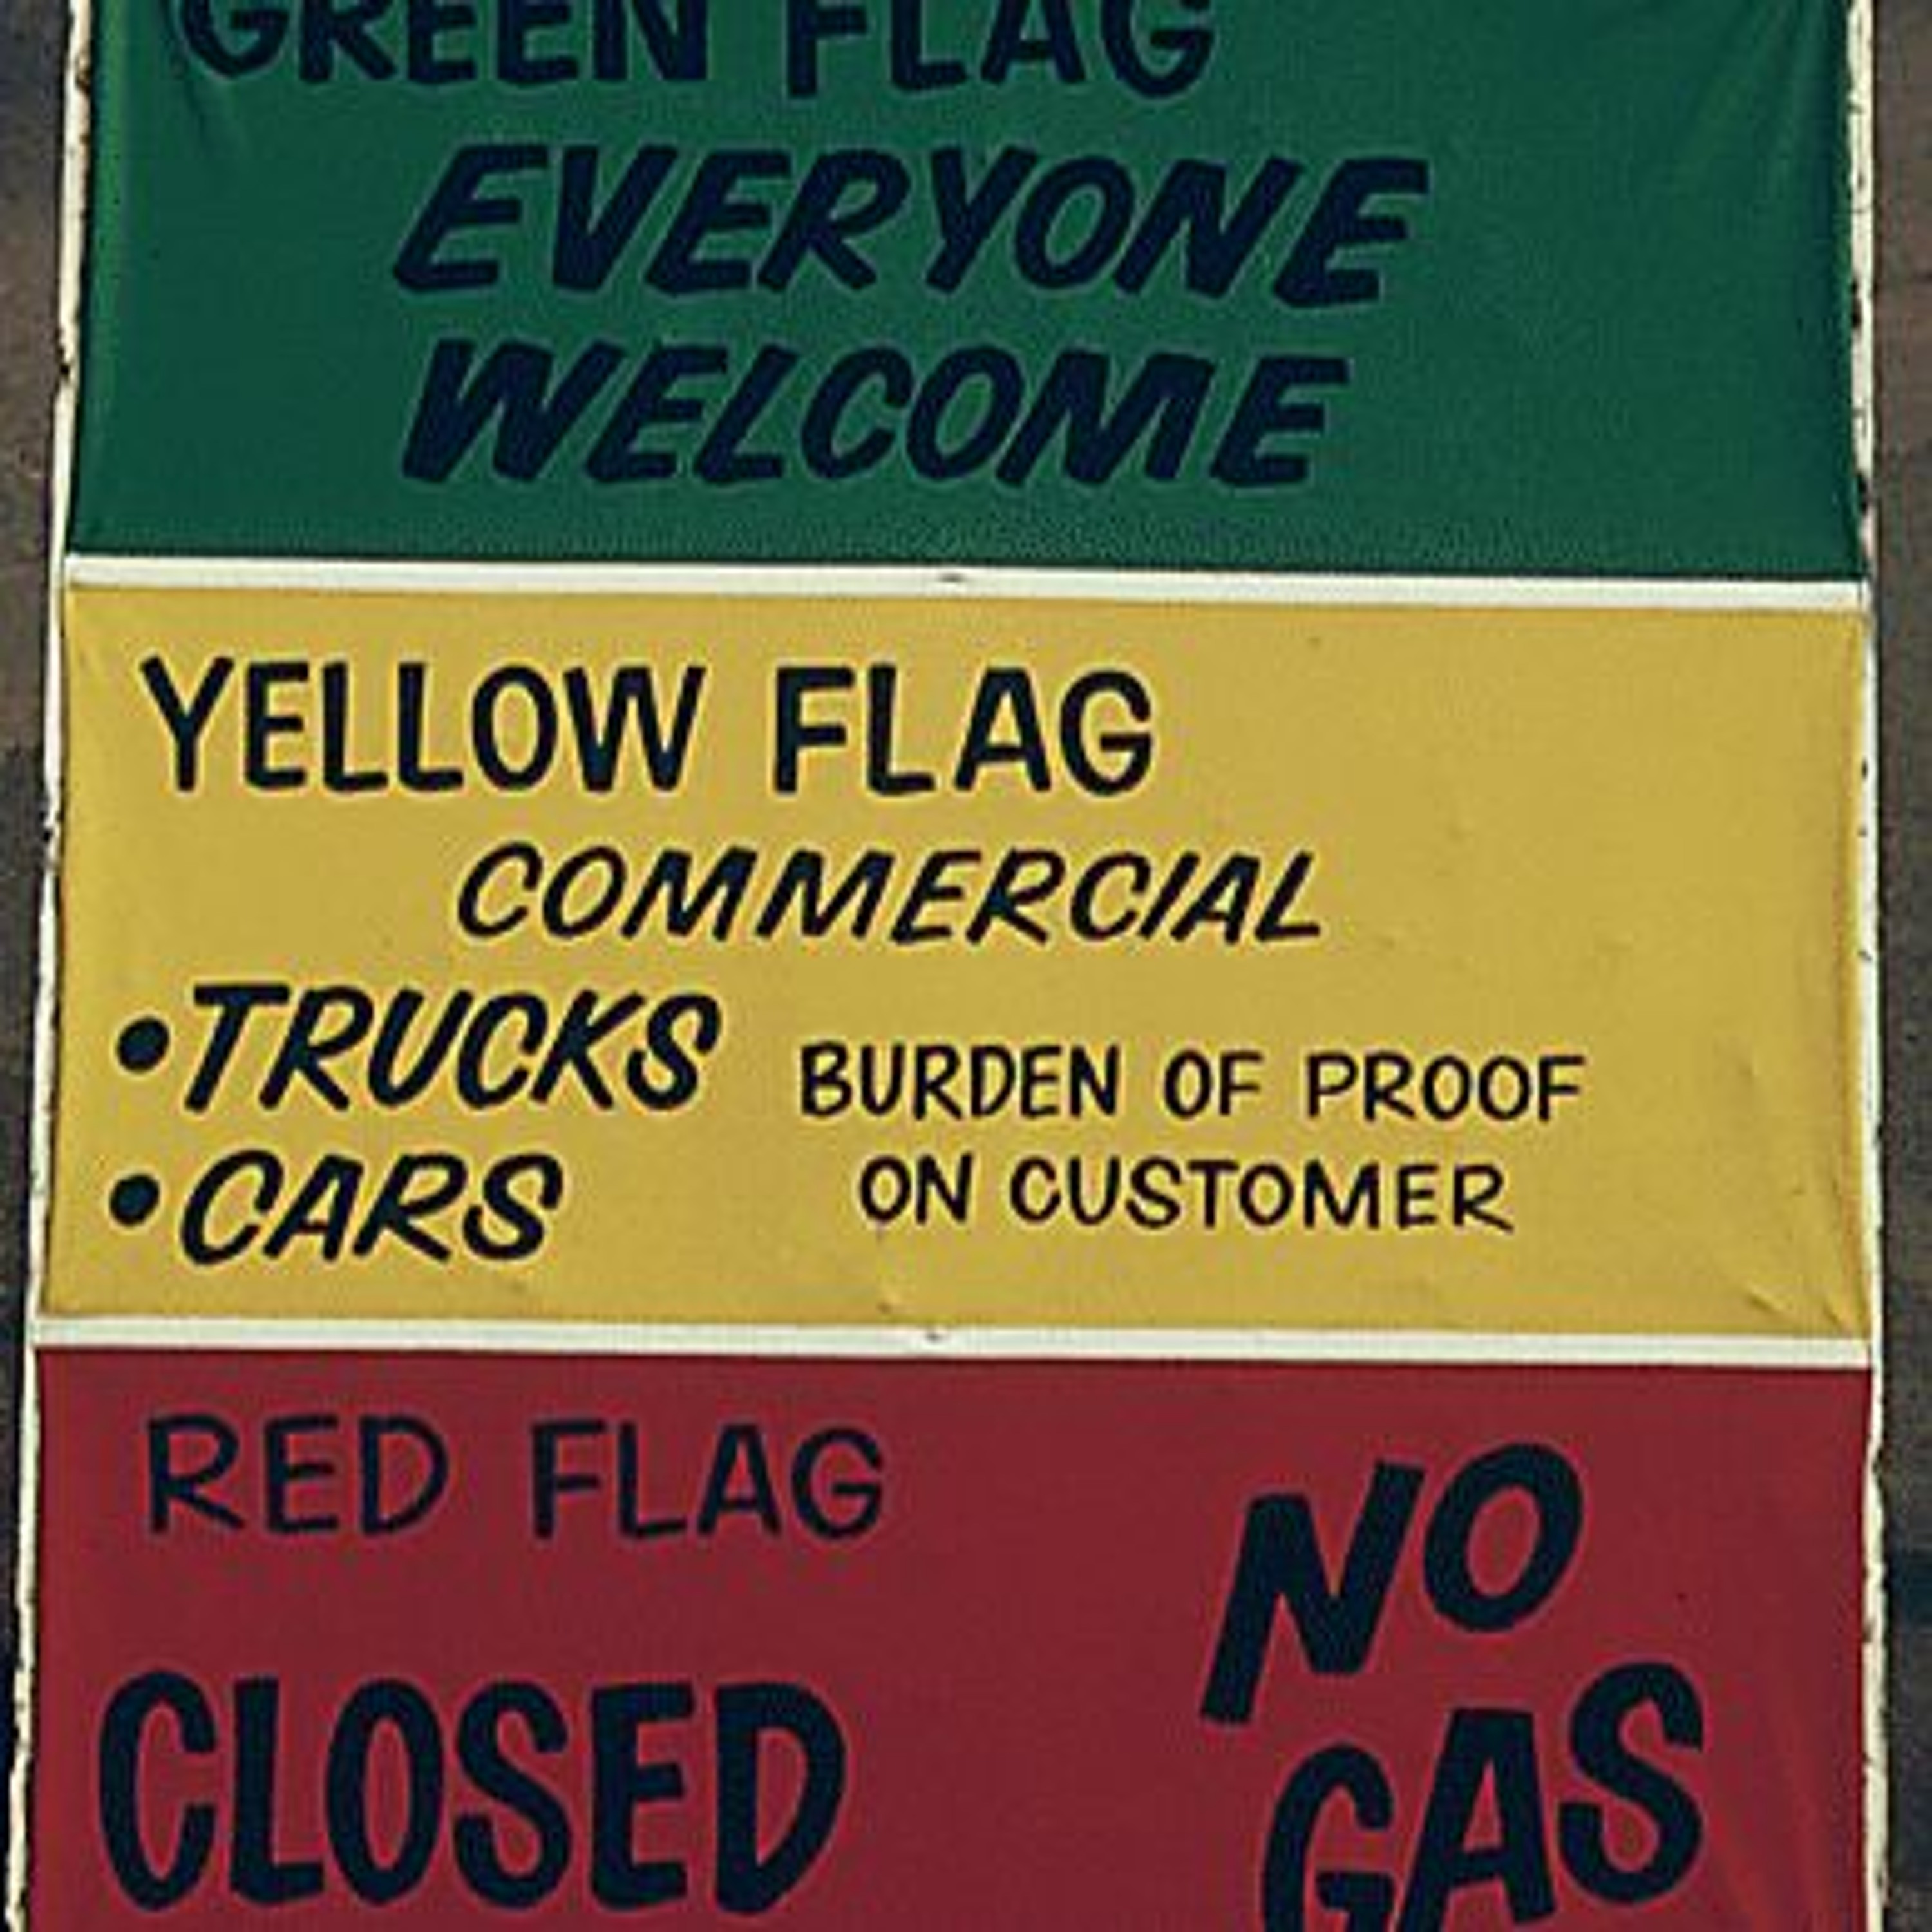 GREEN FLAG
EVERYONE
WELCOME
YELLOW FLAG
COMMERCIAL
•TRUCKS
•CARS
BURDEN OF PROOF
ON CUSTOMER
RED FLAG
CLOSED
NO
GAS